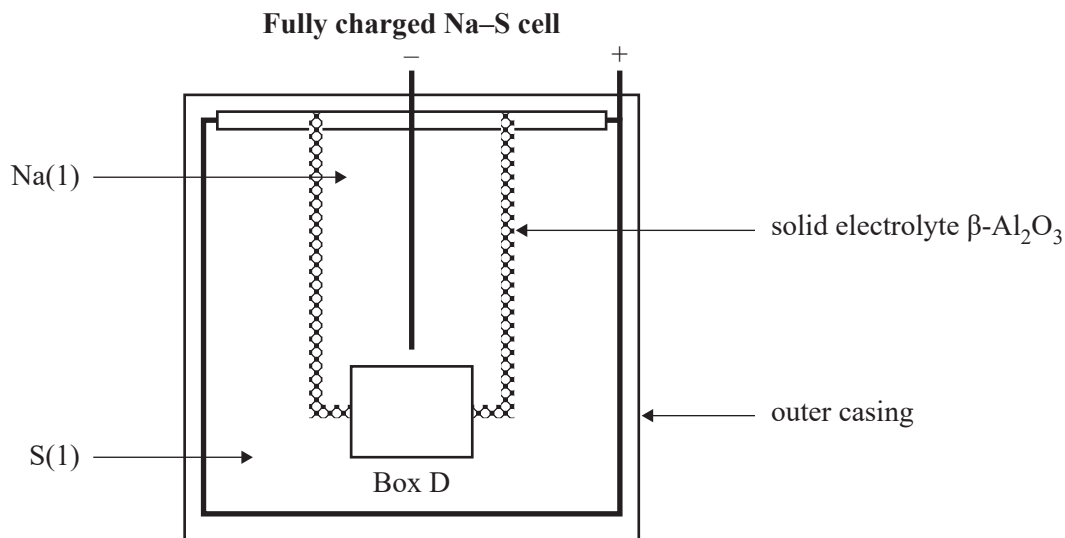 Fully charged Na–S cell
– +
Na(1)
solid electrolyte β-Al₂O₃
outer casing
S(1)
Box D